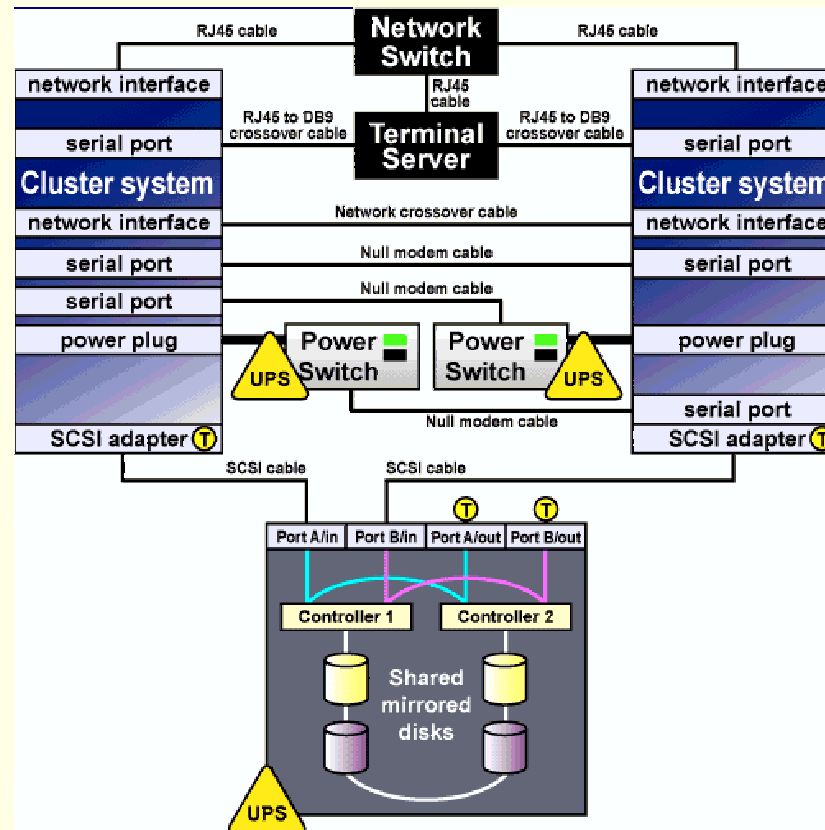 RJ45 cable
Network
Switch
RJ45 cable
network interface
RJ45
cable
network interface
RJ45 to DB9
crossover cable
Terminal
Server
RJ45 to DB9
crossover cable
serial port
serial port
Cluster system
Cluster system
Network crossover cable
network interface
network interface
Null modem cable
serial port
serial port
Null modem cable
serial port
power plug
UPS
Power
Switch
Power
Switch
UPS
power plug
Null modem cable
serial port
SCSI adapter T
SCSI adapter T
SCSI cable
SCSI cable
T
T
Port A/in
Port B/in
Port A/out
Port B/out
Controller 1
Controller 2
Shared
mirrored
disks
UPS